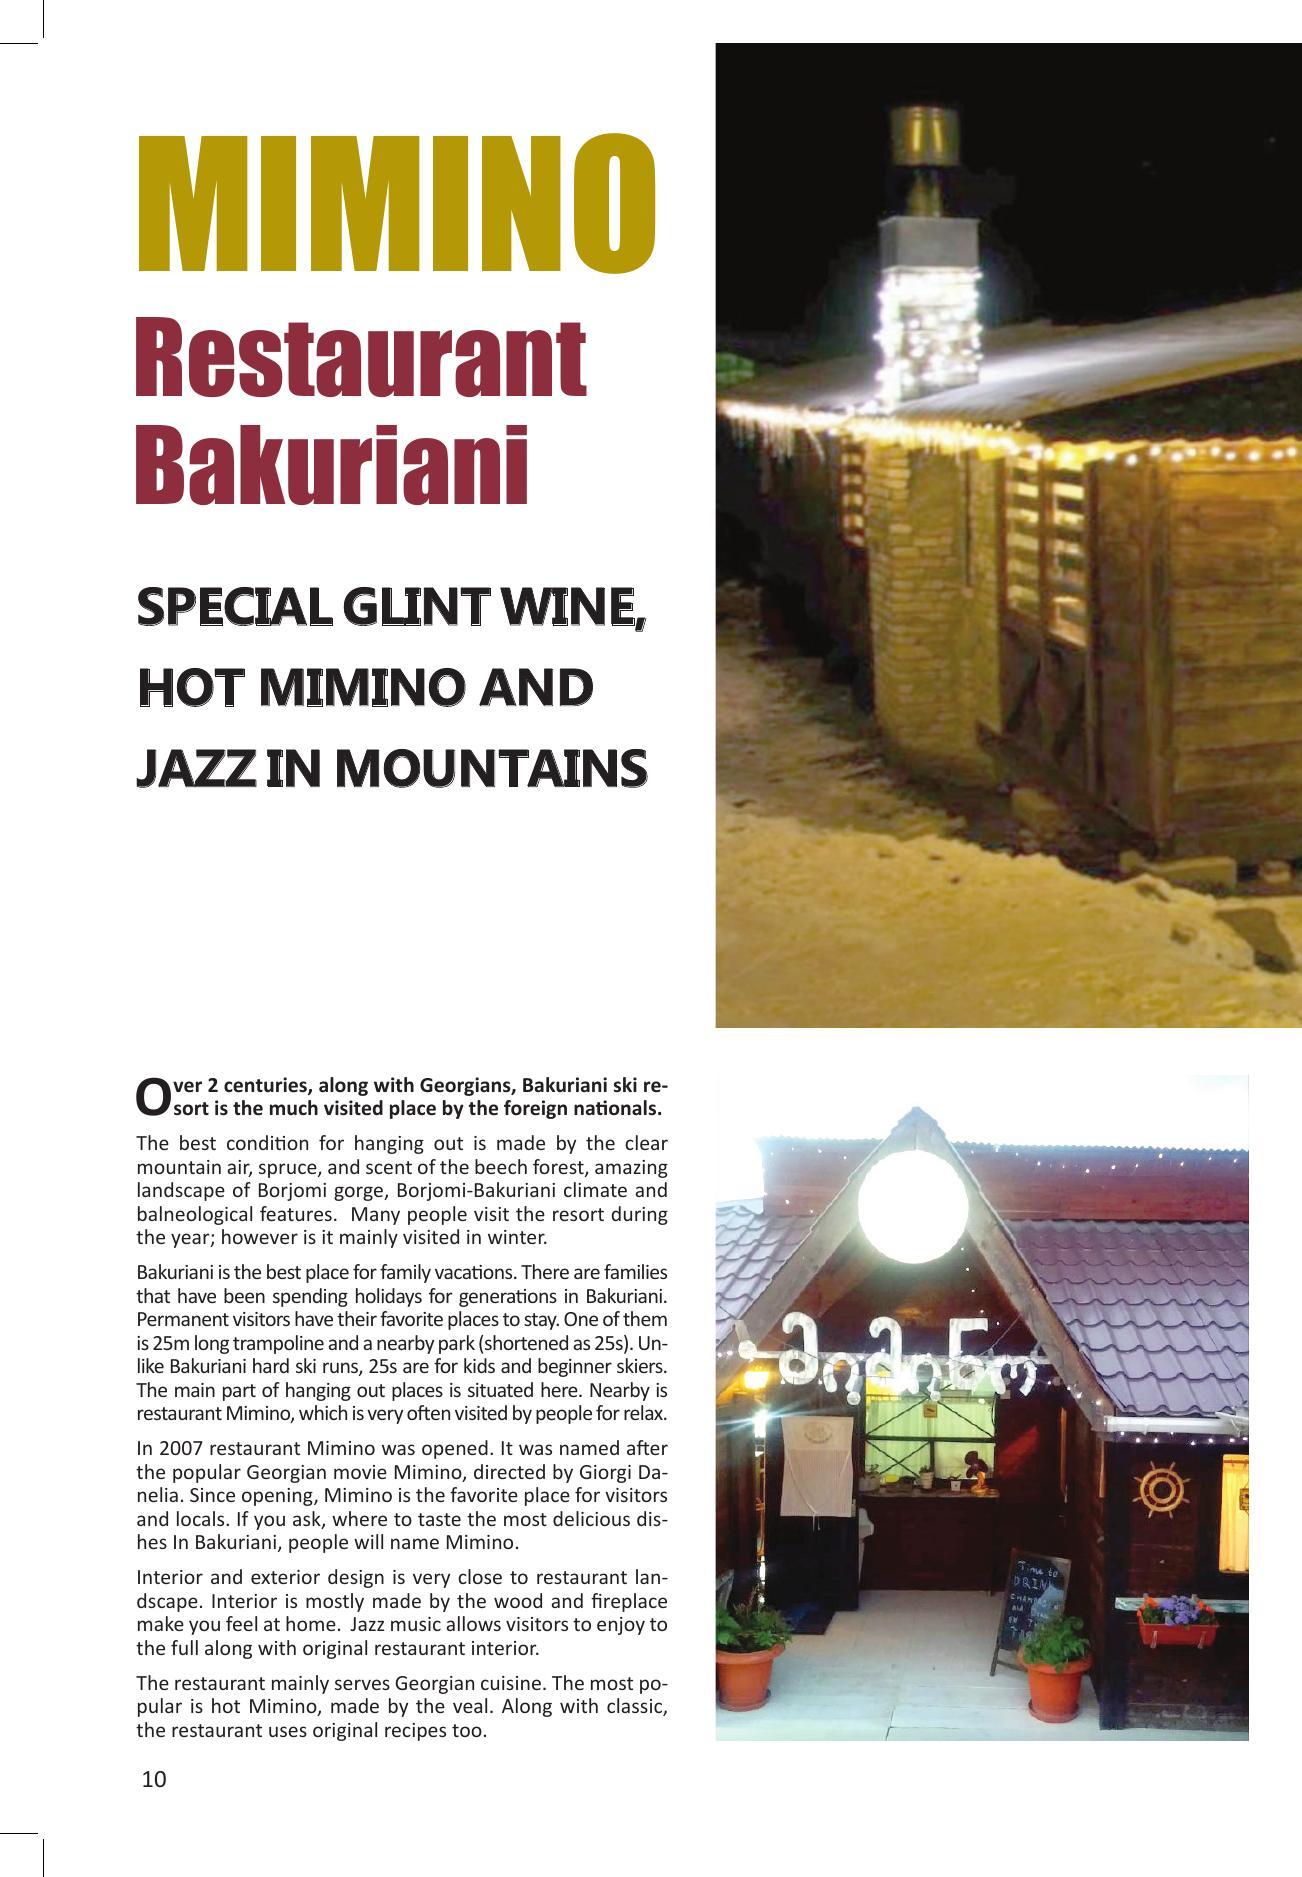 MIMINO
Restaurant
Bakuriani
SPECIAL GLINT WINE,
HOT MIMINO AND
JAZZ IN MOUNTAINS
Over 2 centuries, along with Georgians, Bakuriani ski re-
sort is the much visited place by the foreign nationals.
The best condition for hanging out is made by the clear
mountain air, spruce, and scent of the beech forest, amazing
landscape of Borjomi gorge, Borjomi-Bakuriani climate and
balneological features. Many people visit the resort during
the year; however is it mainly visited in winter.
Bakuriani is the best place for family vacations. There are families
that have been spending holidays for generations in Bakuriani.
Permanent visitors have their favorite places to stay. One of them
is 25m long trampoline and a nearby park (shortened as 25s). Un-
like Bakuriani hard ski runs, 25s are for kids and beginner skiers.
The main part of hanging out places is situated here. Nearby is
restaurant Mimino, which is very often visited by people for relax.
In 2007 restaurant Mimino was opened. It was named after
the popular Georgian movie Mimino, directed by Giorgi Da-
nelia. Since opening, Mimino is the favorite place for visitors
and locals. If you ask, where to taste the most delicious dis-
hes In Bakuriani, people will name Mimino.
Interior and exterior design is very close to restaurant lan-
dscape. Interior is mostly made by the wood and fireplace
make you feel at home. Jazz music allows visitors to enjoy to
the full along with original restaurant interior.
The restaurant mainly serves Georgian cuisine. The most po-
pular is hot Mimino, made by the veal. Along with classic,
the restaurant uses original recipes too.
10
მიმინო
Time to
DRINK